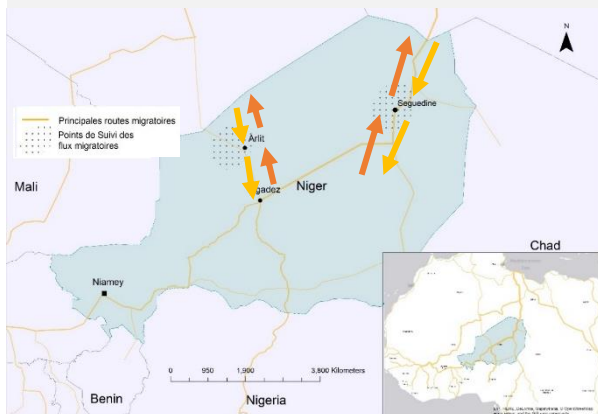 N
Seguedine
Principales routes migratoires
Points de Suivi des
flux migratoires
Arlit
Mali
gadez
Niger
Chad
Niamey
0 950 1,900 3,800 Kilometers
Benin
Nigeria